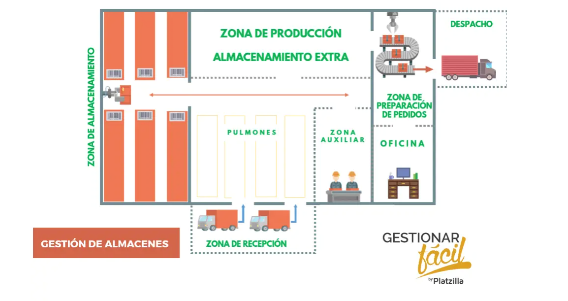 ZONA DE PRODUCCIÓN
ALMACENAMIENTO EXTRA
DESPACHO
ZONA DE ALMACENAMIENTO
ZONA DE
PREPARACIÓN
DE PEDIDOS
PULMONES
ZONA
AUXILIAR
OFICINA
ZONA DE RECEPCIÓN
GESTIÓN DE ALMACENES
GESTIONAR
fácil
BY Platzilla